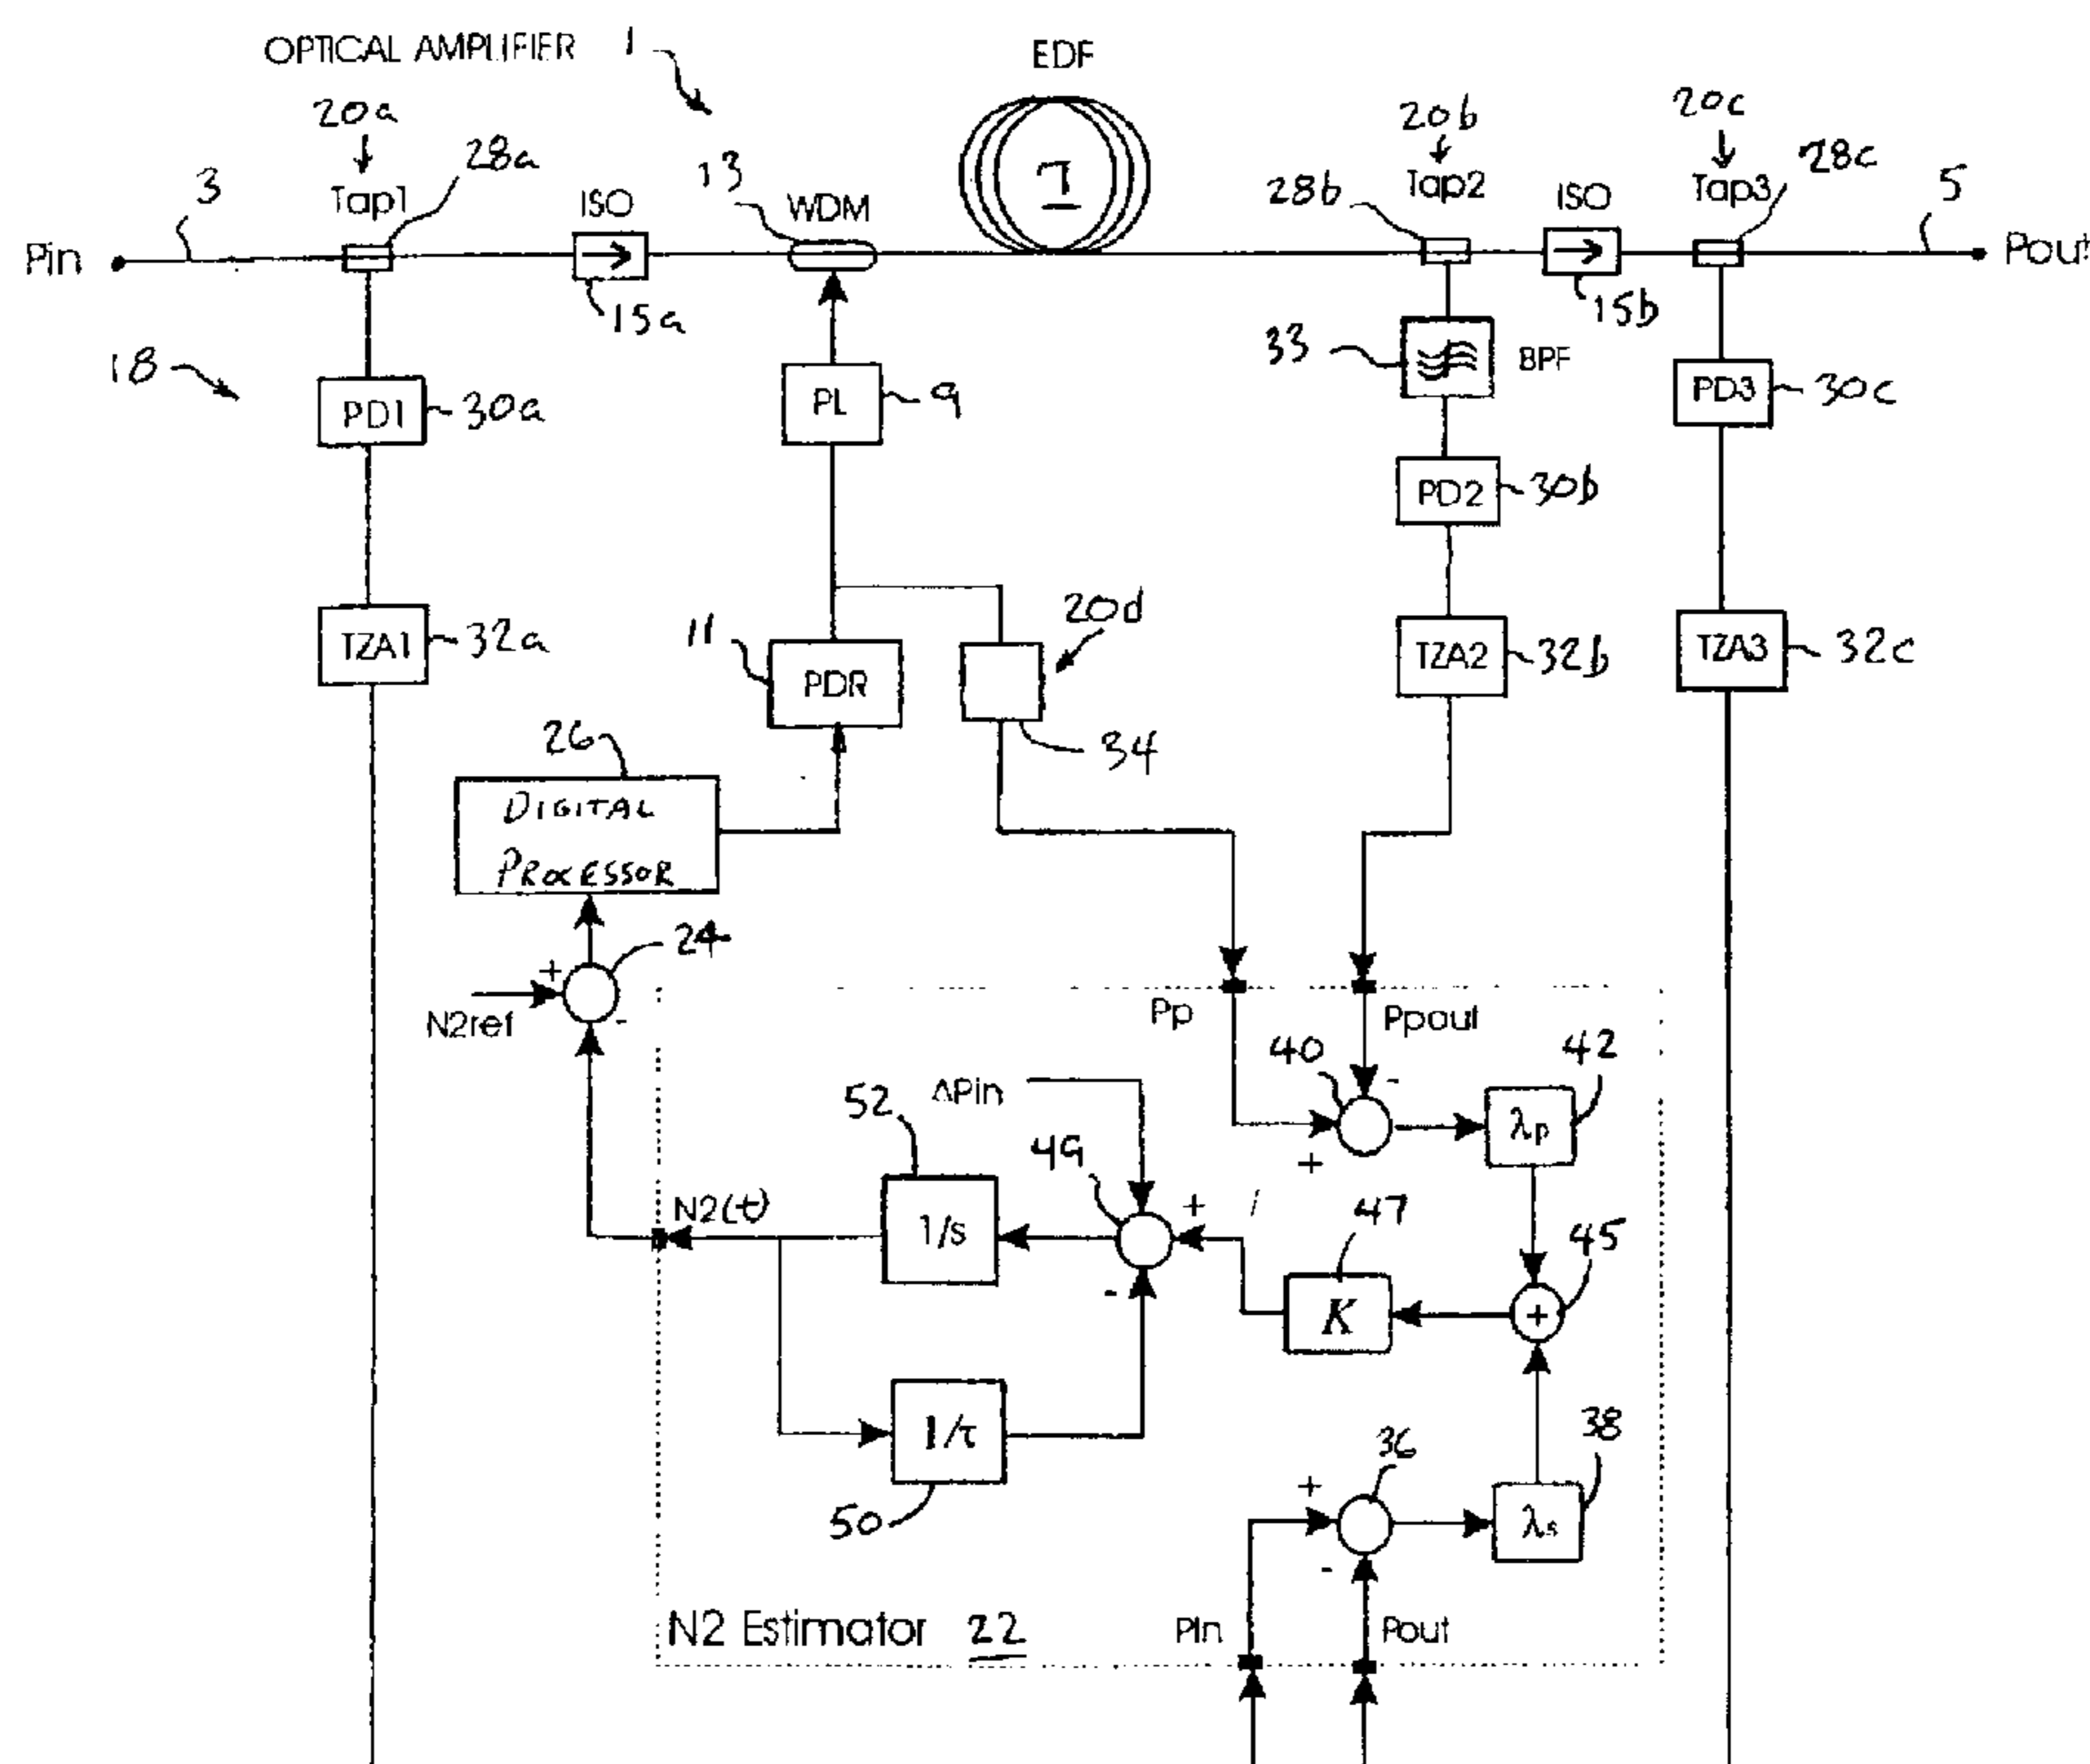 OPTICAL AMPLIFIER 1
EDF
20a
20b
20c
28a
13
7
28b
28c
3
Tap1
ISO
WDM
Tap2
ISO
Tap3
5
Pin
Pout
15a
15b
18
33
BPF
PD1 30a
PL 9
PD3 30c
PD2 30b
20d
TZA1 32a
11
PDR
TZA2 32b
TZA3 32c
26
34
DIGITAL
PROCESSOR
24
+
N2ref
-
Pp
Ppout
40
-
42
ΔPin
52
λp
49
+
N2(t)
1/s
+ /
47
45
-
K
+
1/τ
36
38
50
+
λs
-
N2 Estimator 22
Pin
Pout